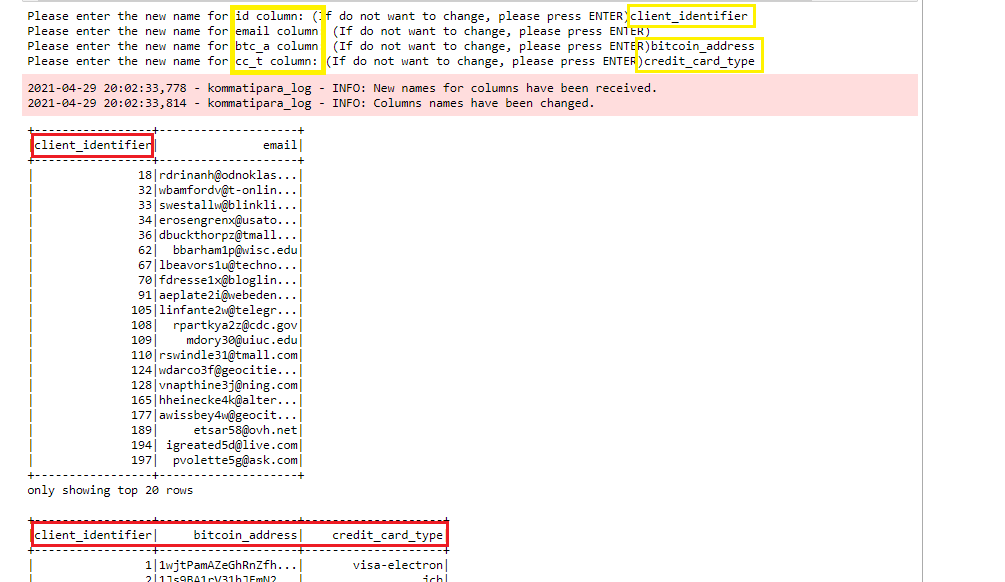 Please enter the new name for id column: (If do not want to change, please press ENTER)client_identifier
Please enter the new name for email column: (If do not want to change, please press ENTER)
Please enter the new name for btc_a column: (If do not want to change, please press ENTER)bitcoin_address
Please enter the new name for cc_t column: (If do not want to change, please press ENTER)credit_card_type
2021-04-29 20:02:33,778 - kommatipara_log - INFO: New names for columns have been received.
2021-04-29 20:02:33,814 - kommatipara_log - INFO: Columns names have been changed.
+-----------------+-------------------+
|client_identifier|              email|
+-----------------+-------------------+
|               18|rdrinanh@odnoklas...|
|               32|wbamfordv@t-onlin...|
|               33|swestallw@blinkli...|
|               34|erosengrenx@usato...|
|               36|dbuckthorpz@tmall...|
|               62|  bbarham1p@wisc.edu|
|               67|lbeavors1u@techno...|
|               70|fdresse1x@bloglin...|
|               91|aeplate2i@webeden...|
|              105|linfante2w@telegr...|
|              108|  rpartkya2z@cdc.gov|
|              109|    mdory30@uiuc.edu|
|              110|rswindle31@tmall.com|
|              124|wdarco3f@geocitie...|
|              128|vnapthine3j@ning.com|
|              165|hheinecke4k@alter...|
|              177|awissbey4w@geocit...|
|              189|     etsar58@ovh.net|
|              194| igreated5d@live.com|
|              197|  pvolette5g@ask.com|
+-----------------+-------------------+
only showing top 20 rows
+-----------------+--------------------+-------------------+
|client_identifier|     bitcoin_address|   credit_card_type|
+-----------------+--------------------+-------------------+
|                1|1wjtPamAZeGhRnZfh...|      visa-electron|
|                2|                                    jcb|